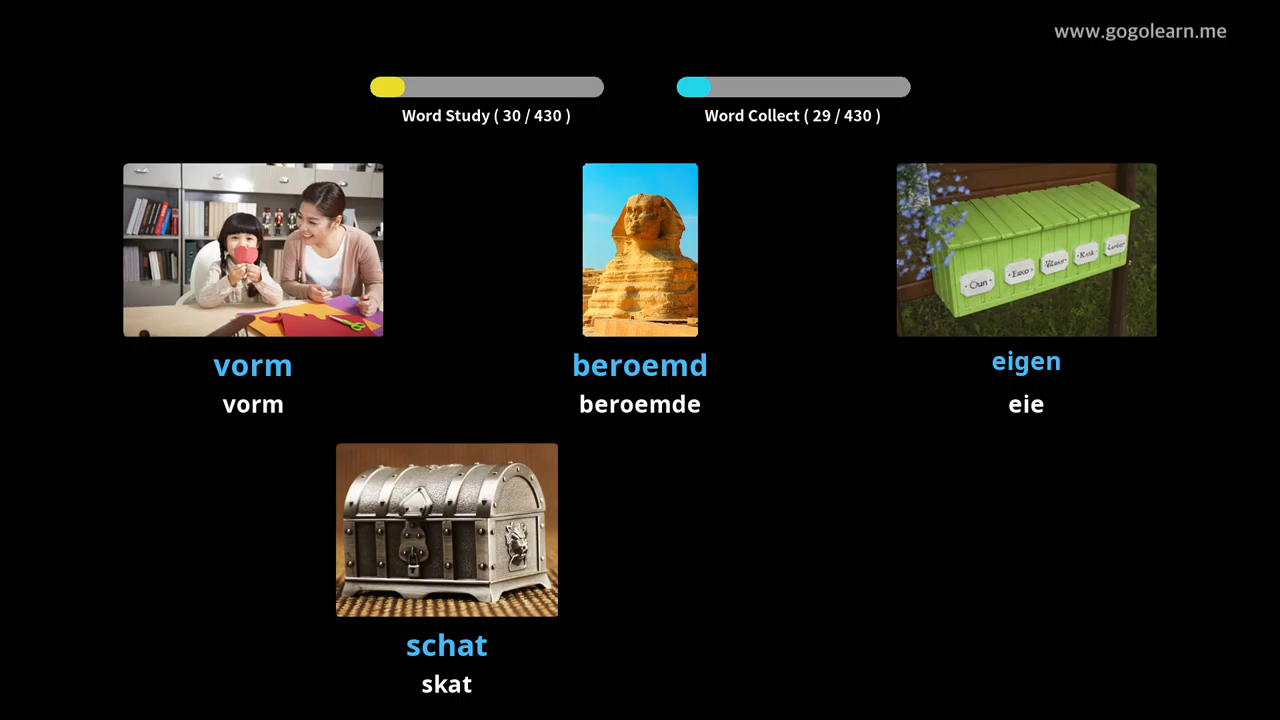 www.gogolearn.me
Word Study ( 30 / 430 )
Word Collect ( 29 / 430 )
vorm
vorm
beroemd
beroemde
eigen
eie
schat
skat